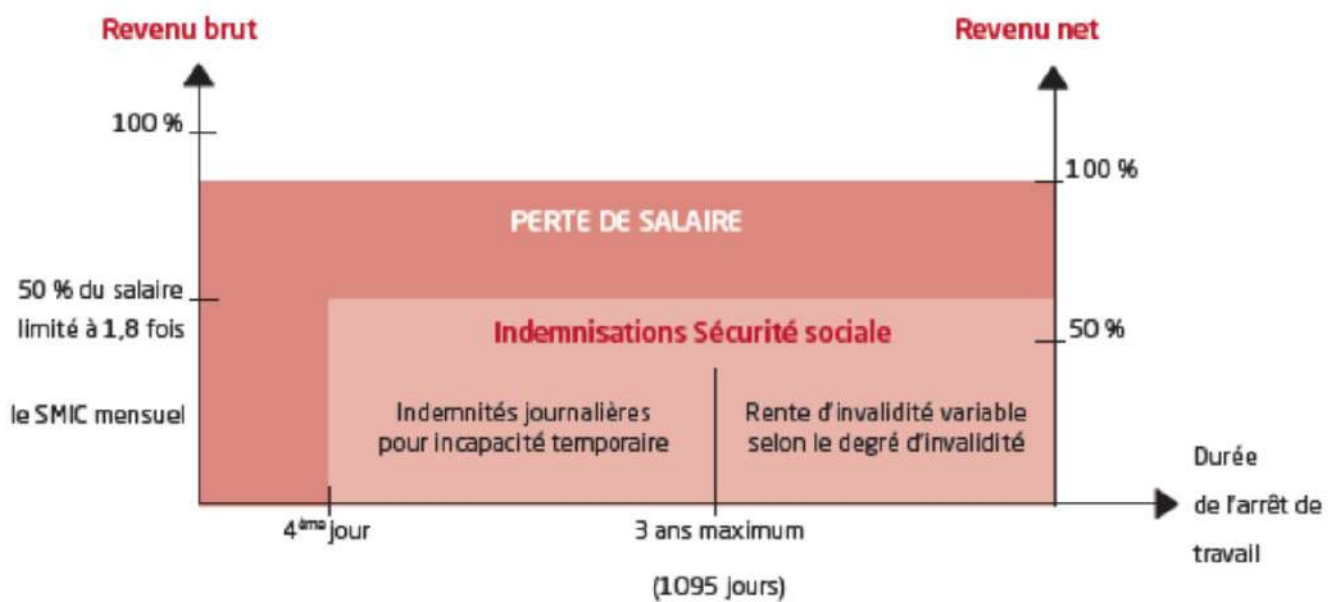 Revenu brut
Revenu net
100 %
100 %
PERTE DE SALAIRE
50 % du salaire
limité à 1,8 fois
le SMIC mensuel
Indemnisations Sécurité sociale
50 %
Indemnités journalières
pour incapacité temporaire
Rente d'invalidité variable
selon le degré d'invalidité
Durée
de l'arrêt de
travail
4ème jour
3 ans maximum
(1095 jours)